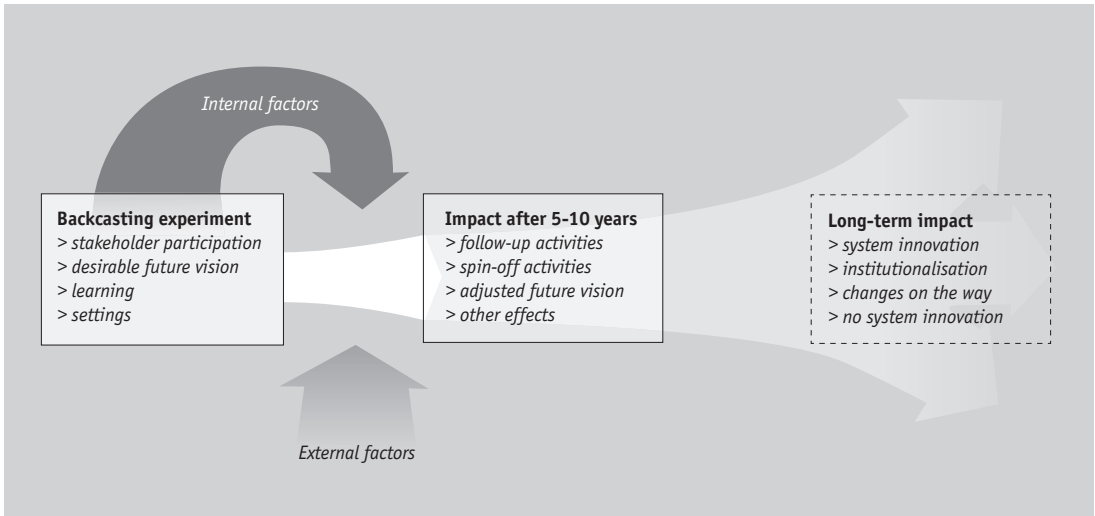 Internal factors
Backcasting experiment
> stakeholder participation
> desirable future vision
> learning
> settings
Impact after 5-10 years
> follow-up activities
> spin-off activities
> adjusted future vision
> other effects
Long-term impact
> system innovation
> institutionalisation
> changes on the way
> no system innovation
External factors